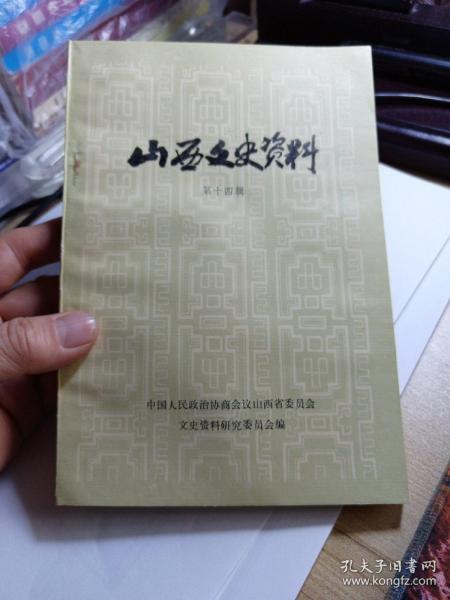 山西文史资料
第十四辑
中国人民政治协商会议山西省委员会
文史资料研究委员会编
孔夫子旧书网
www.kongfz.com